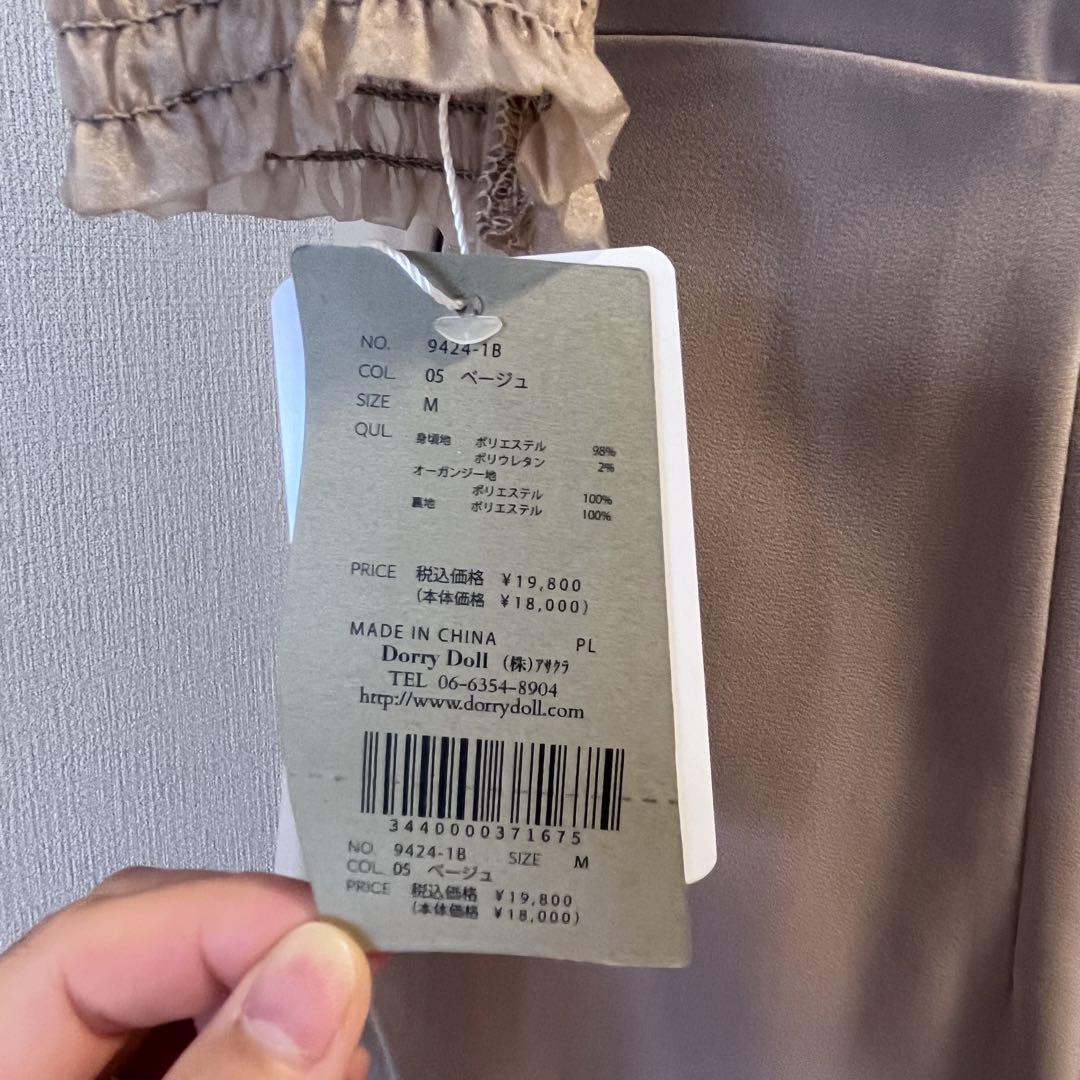 NO. 9424-1B
COL. 05 ベージュ
SIZE M
QUL. 身頃地 ポリエステル 98%
ポリウレタン 2%
オーガンジー地
ポリエステル 100%
裏地 ポリエステル 100%
PRICE 税込価格 ¥19,800
(本体価格 ¥18,000)
MADE IN CHINA PL
Dorry Doll (株)アサクラ
TEL 06-6354-8904
http://www.dorrydoll.com
3440000371675
NO. 9424-1B SIZE M
COL. 05 ベージュ
PRICE 税込価格 ¥19,800
(本体価格 ¥18,000)